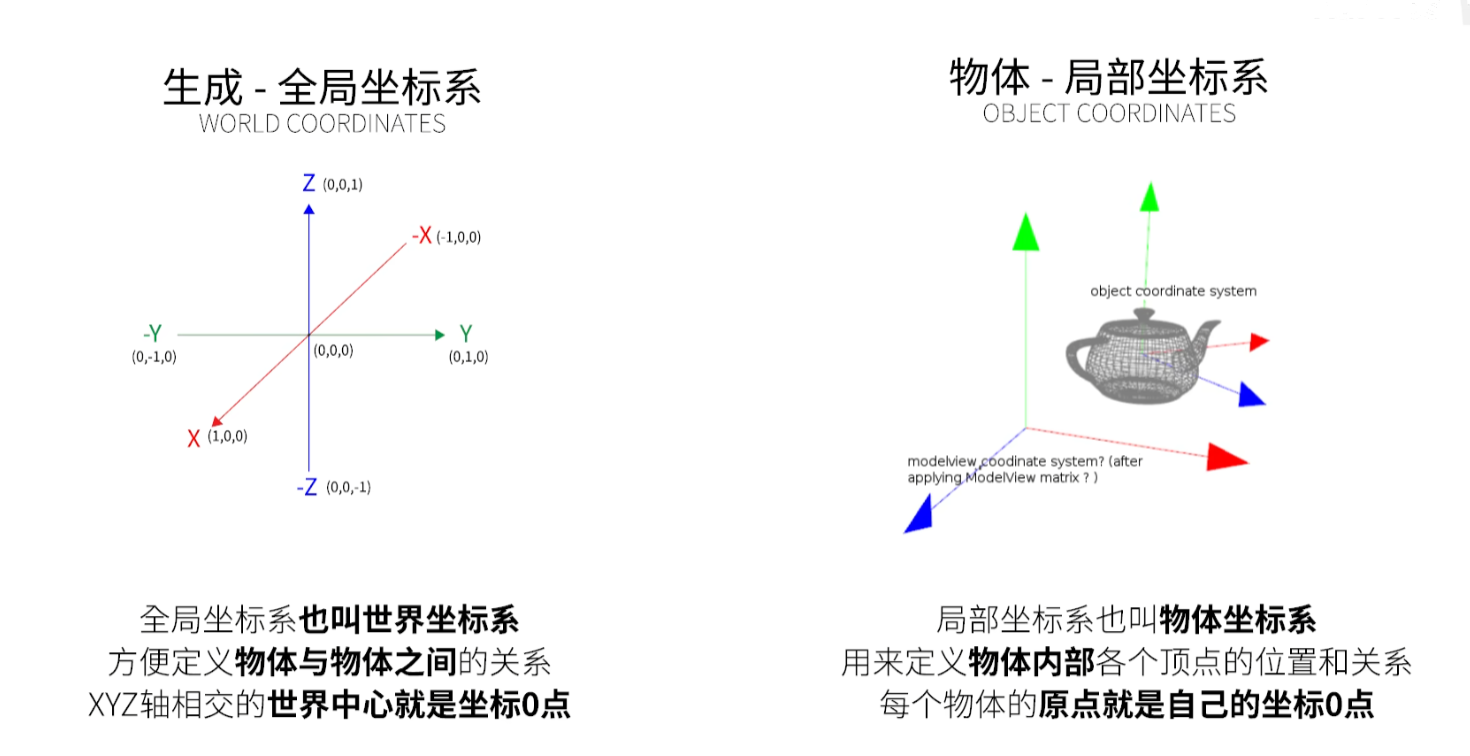 生成 - 全局坐标系
WORLD COORDINATES
Z (0,0,1)
-X (-1,0,0)
-Y
(0,-1,0)
(0,0,0)
Y
(0,1,0)
X (1,0,0)
-Z (0,0,-1)
全局坐标系也叫世界坐标系
方便定义物体与物体之间的关系
XYZ轴相交的世界中心就是坐标0点
物体 - 局部坐标系
OBJECT COORDINATES
object coordinate system
modelview coodinate system? (after
applying ModelView matrix ? )
局部坐标系也叫物体坐标系
用来定义物体内部各个顶点的位置和关系
每个物体的原点就是自己的坐标0点